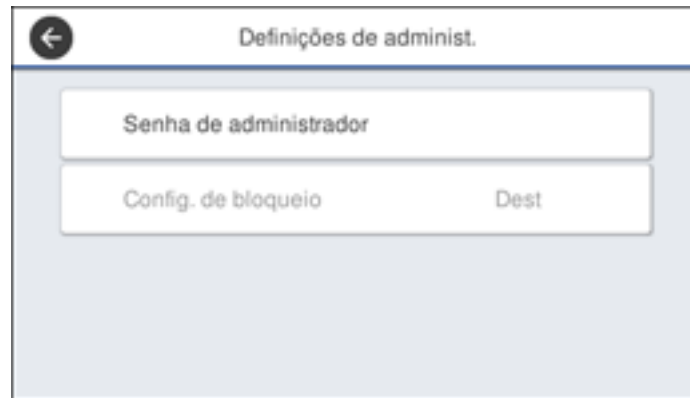 Definições de administ.
Senha de administrador
Config. de bloqueio Dest